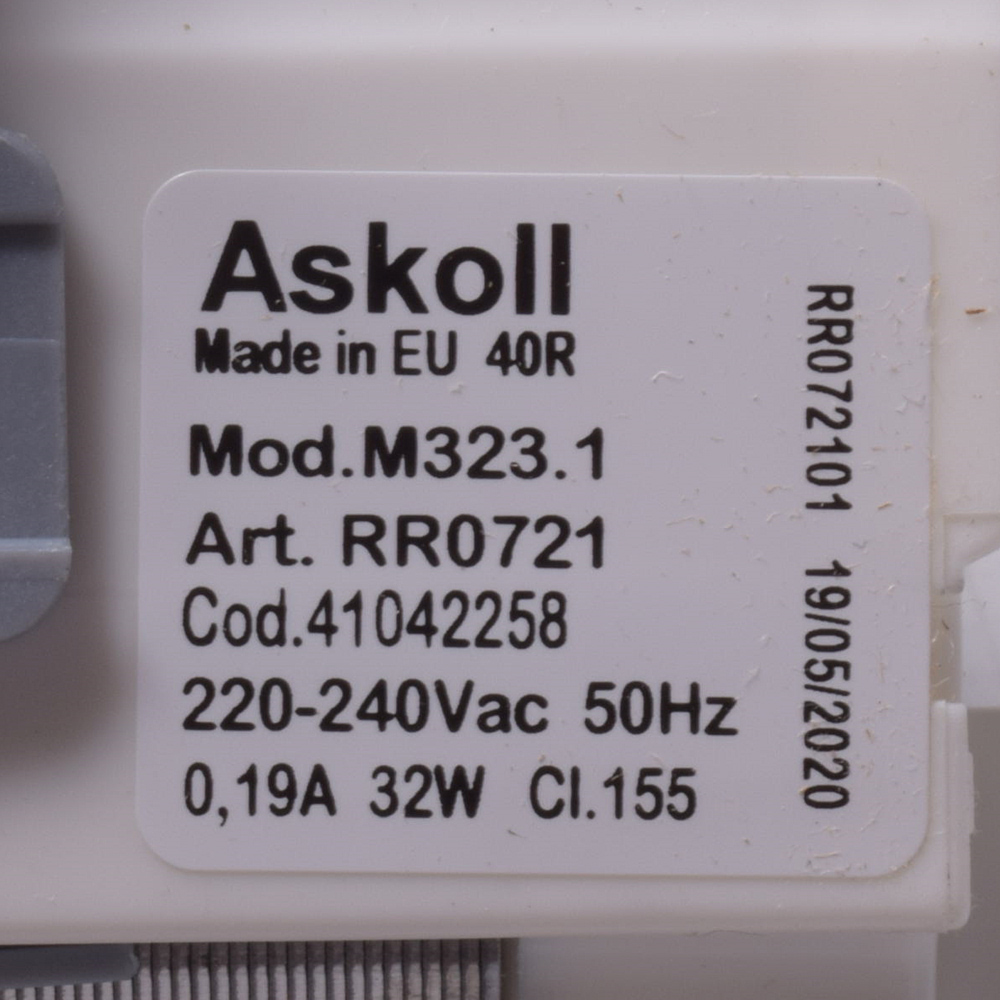 Askoll
Made in EU 40R
Mod.M323.1
Art. RR0721
Cod.41042258
220-240Vac 50Hz
0,19A 32W Cl.155
RR072101 19/05/2020